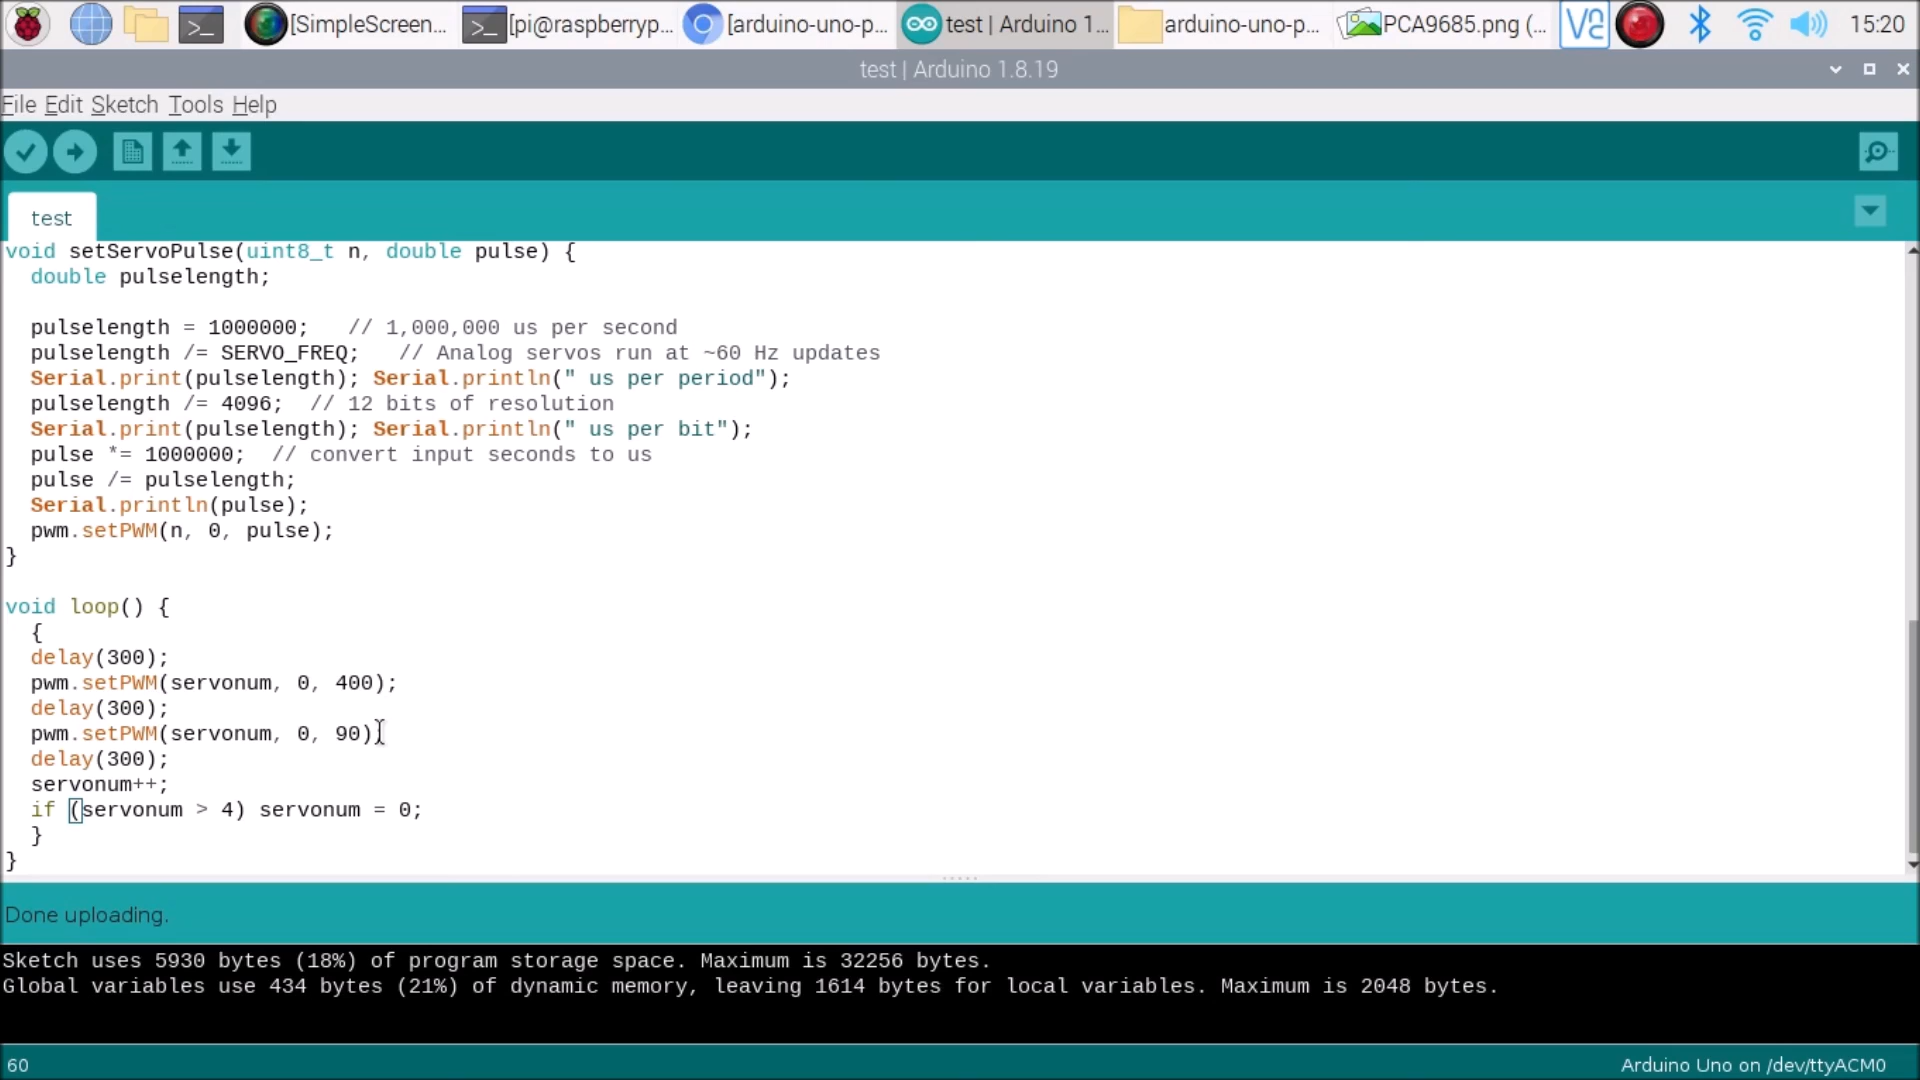 [SimpleScreen... [pi@raspberryp... [arduino-uno-p... test | Arduino 1... arduino-uno-p... PCA9685.png (... V2 15:20
test | Arduino 1.8.19
File Edit Sketch Tools Help
test
void setServoPulse(uint8_t n, double pulse) {
double pulselength;
pulselength = 1000000; // 1,000,000 us per second
pulselength /= SERVO_FREQ; // Analog servos run at ~60 Hz updates
Serial.print(pulselength); Serial.println(" us per period");
pulselength /= 4096; // 12 bits of resolution
Serial.print(pulselength); Serial.println(" us per bit");
pulse *= 1000000; // convert input seconds to us
pulse /= pulselength;
Serial.println(pulse);
pwm.setPWM(n, 0, pulse);
}
void loop() {
{
delay(300);
pwm.setPWM(servonum, 0, 400);
delay(300);
pwm.setPWM(servonum, 0, 90)
delay(300);
servonum++;
if (servonum > 4) servonum = 0;
}
}
Done uploading.
Sketch uses 5930 bytes (18%) of program storage space. Maximum is 32256 bytes.
Global variables use 434 bytes (21%) of dynamic memory, leaving 1614 bytes for local variables. Maximum is 2048 bytes.
60 Arduino Uno on /dev/ttyACM0